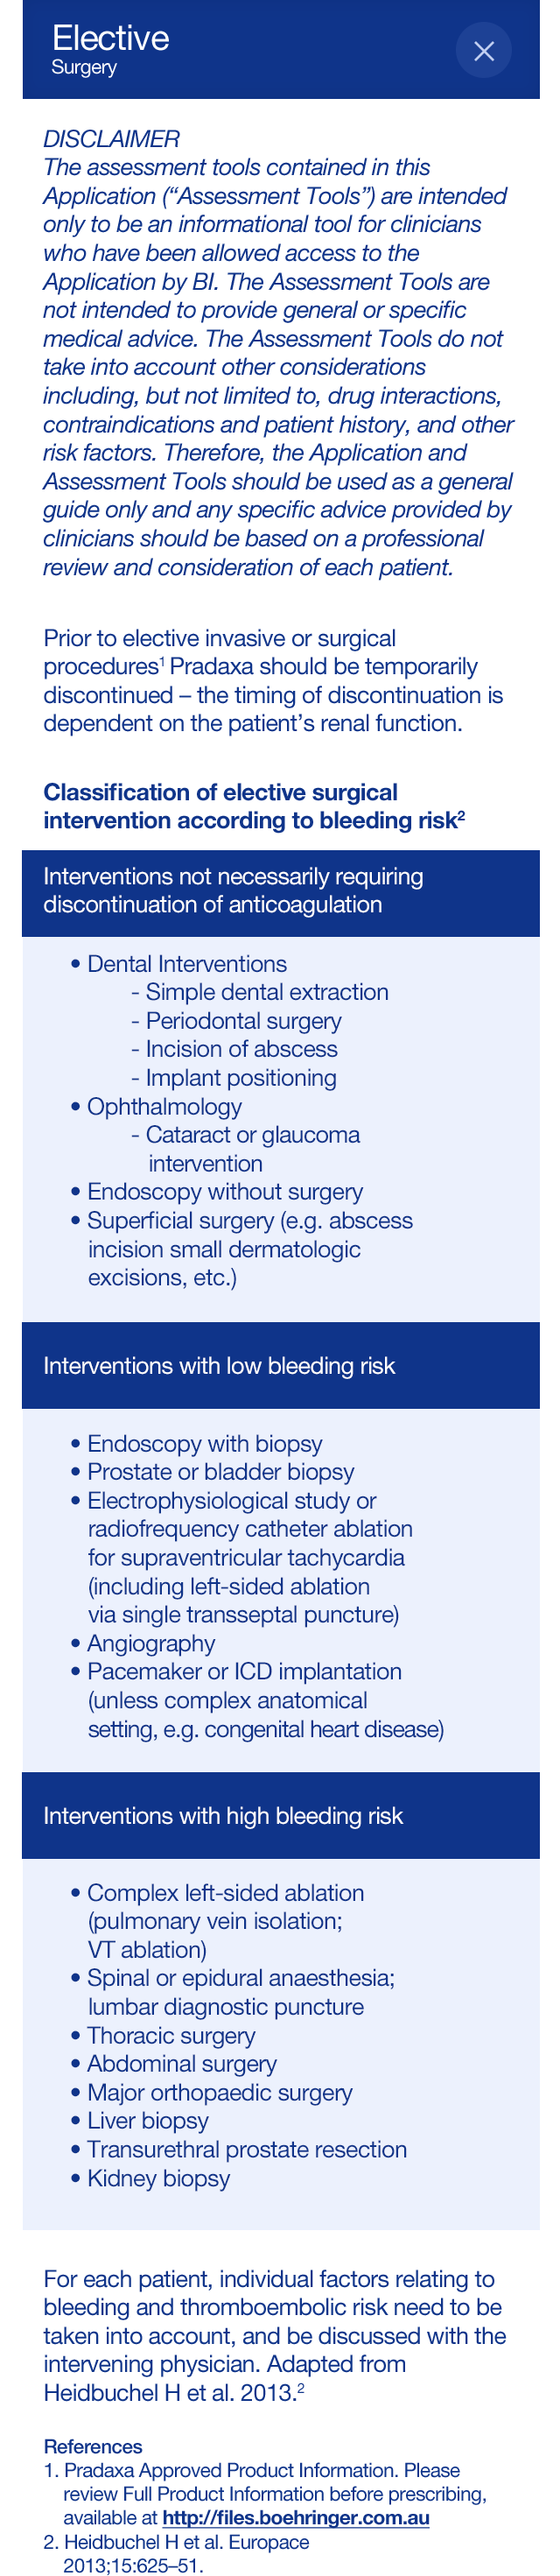 Elective
Surgery
DISCLAIMER
The assessment tools contained in this
Application (“Assessment Tools”) are intended
only to be an informational tool for clinicians
who have been allowed access to the
Application by BI. The Assessment Tools are
not intended to provide general or specific
medical advice. The Assessment Tools do not
take into account other considerations
including, but not limited to, drug interactions,
contraindications and patient history, and other
risk factors. Therefore, the Application and
Assessment Tools should be used as a general
guide only and any specific advice provided by
clinicians should be based on a professional
review and consideration of each patient.
Prior to elective invasive or surgical
procedures¹ Pradaxa should be temporarily
discontinued – the timing of discontinuation is
dependent on the patient’s renal function.
Classification of elective surgical
intervention according to bleeding risk²
Interventions not necessarily requiring
discontinuation of anticoagulation
• Dental Interventions
- Simple dental extraction
- Periodontal surgery
- Incision of abscess
- Implant positioning
• Ophthalmology
- Cataract or glaucoma
intervention
• Endoscopy without surgery
• Superficial surgery (e.g. abscess
incision small dermatologic
excisions, etc.)
Interventions with low bleeding risk
• Endoscopy with biopsy
• Prostate or bladder biopsy
• Electrophysiological study or
radiofrequency catheter ablation
for supraventricular tachycardia
(including left-sided ablation
via single transseptal puncture)
• Angiography
• Pacemaker or ICD implantation
(unless complex anatomical
setting, e.g. congenital heart disease)
Interventions with high bleeding risk
• Complex left-sided ablation
(pulmonary vein isolation;
VT ablation)
• Spinal or epidural anaesthesia;
lumbar diagnostic puncture
• Thoracic surgery
• Abdominal surgery
• Major orthopaedic surgery
• Liver biopsy
• Transurethral prostate resection
• Kidney biopsy
For each patient, individual factors relating to
bleeding and thromboembolic risk need to be
taken into account, and be discussed with the
intervening physician. Adapted from
Heidbuchel H et al. 2013.²
References
1. Pradaxa Approved Product Information. Please
review Full Product Information before prescribing,
available at http://files.boehringer.com.au
2. Heidbuchel H et al. Europace
2013;15:625–51.